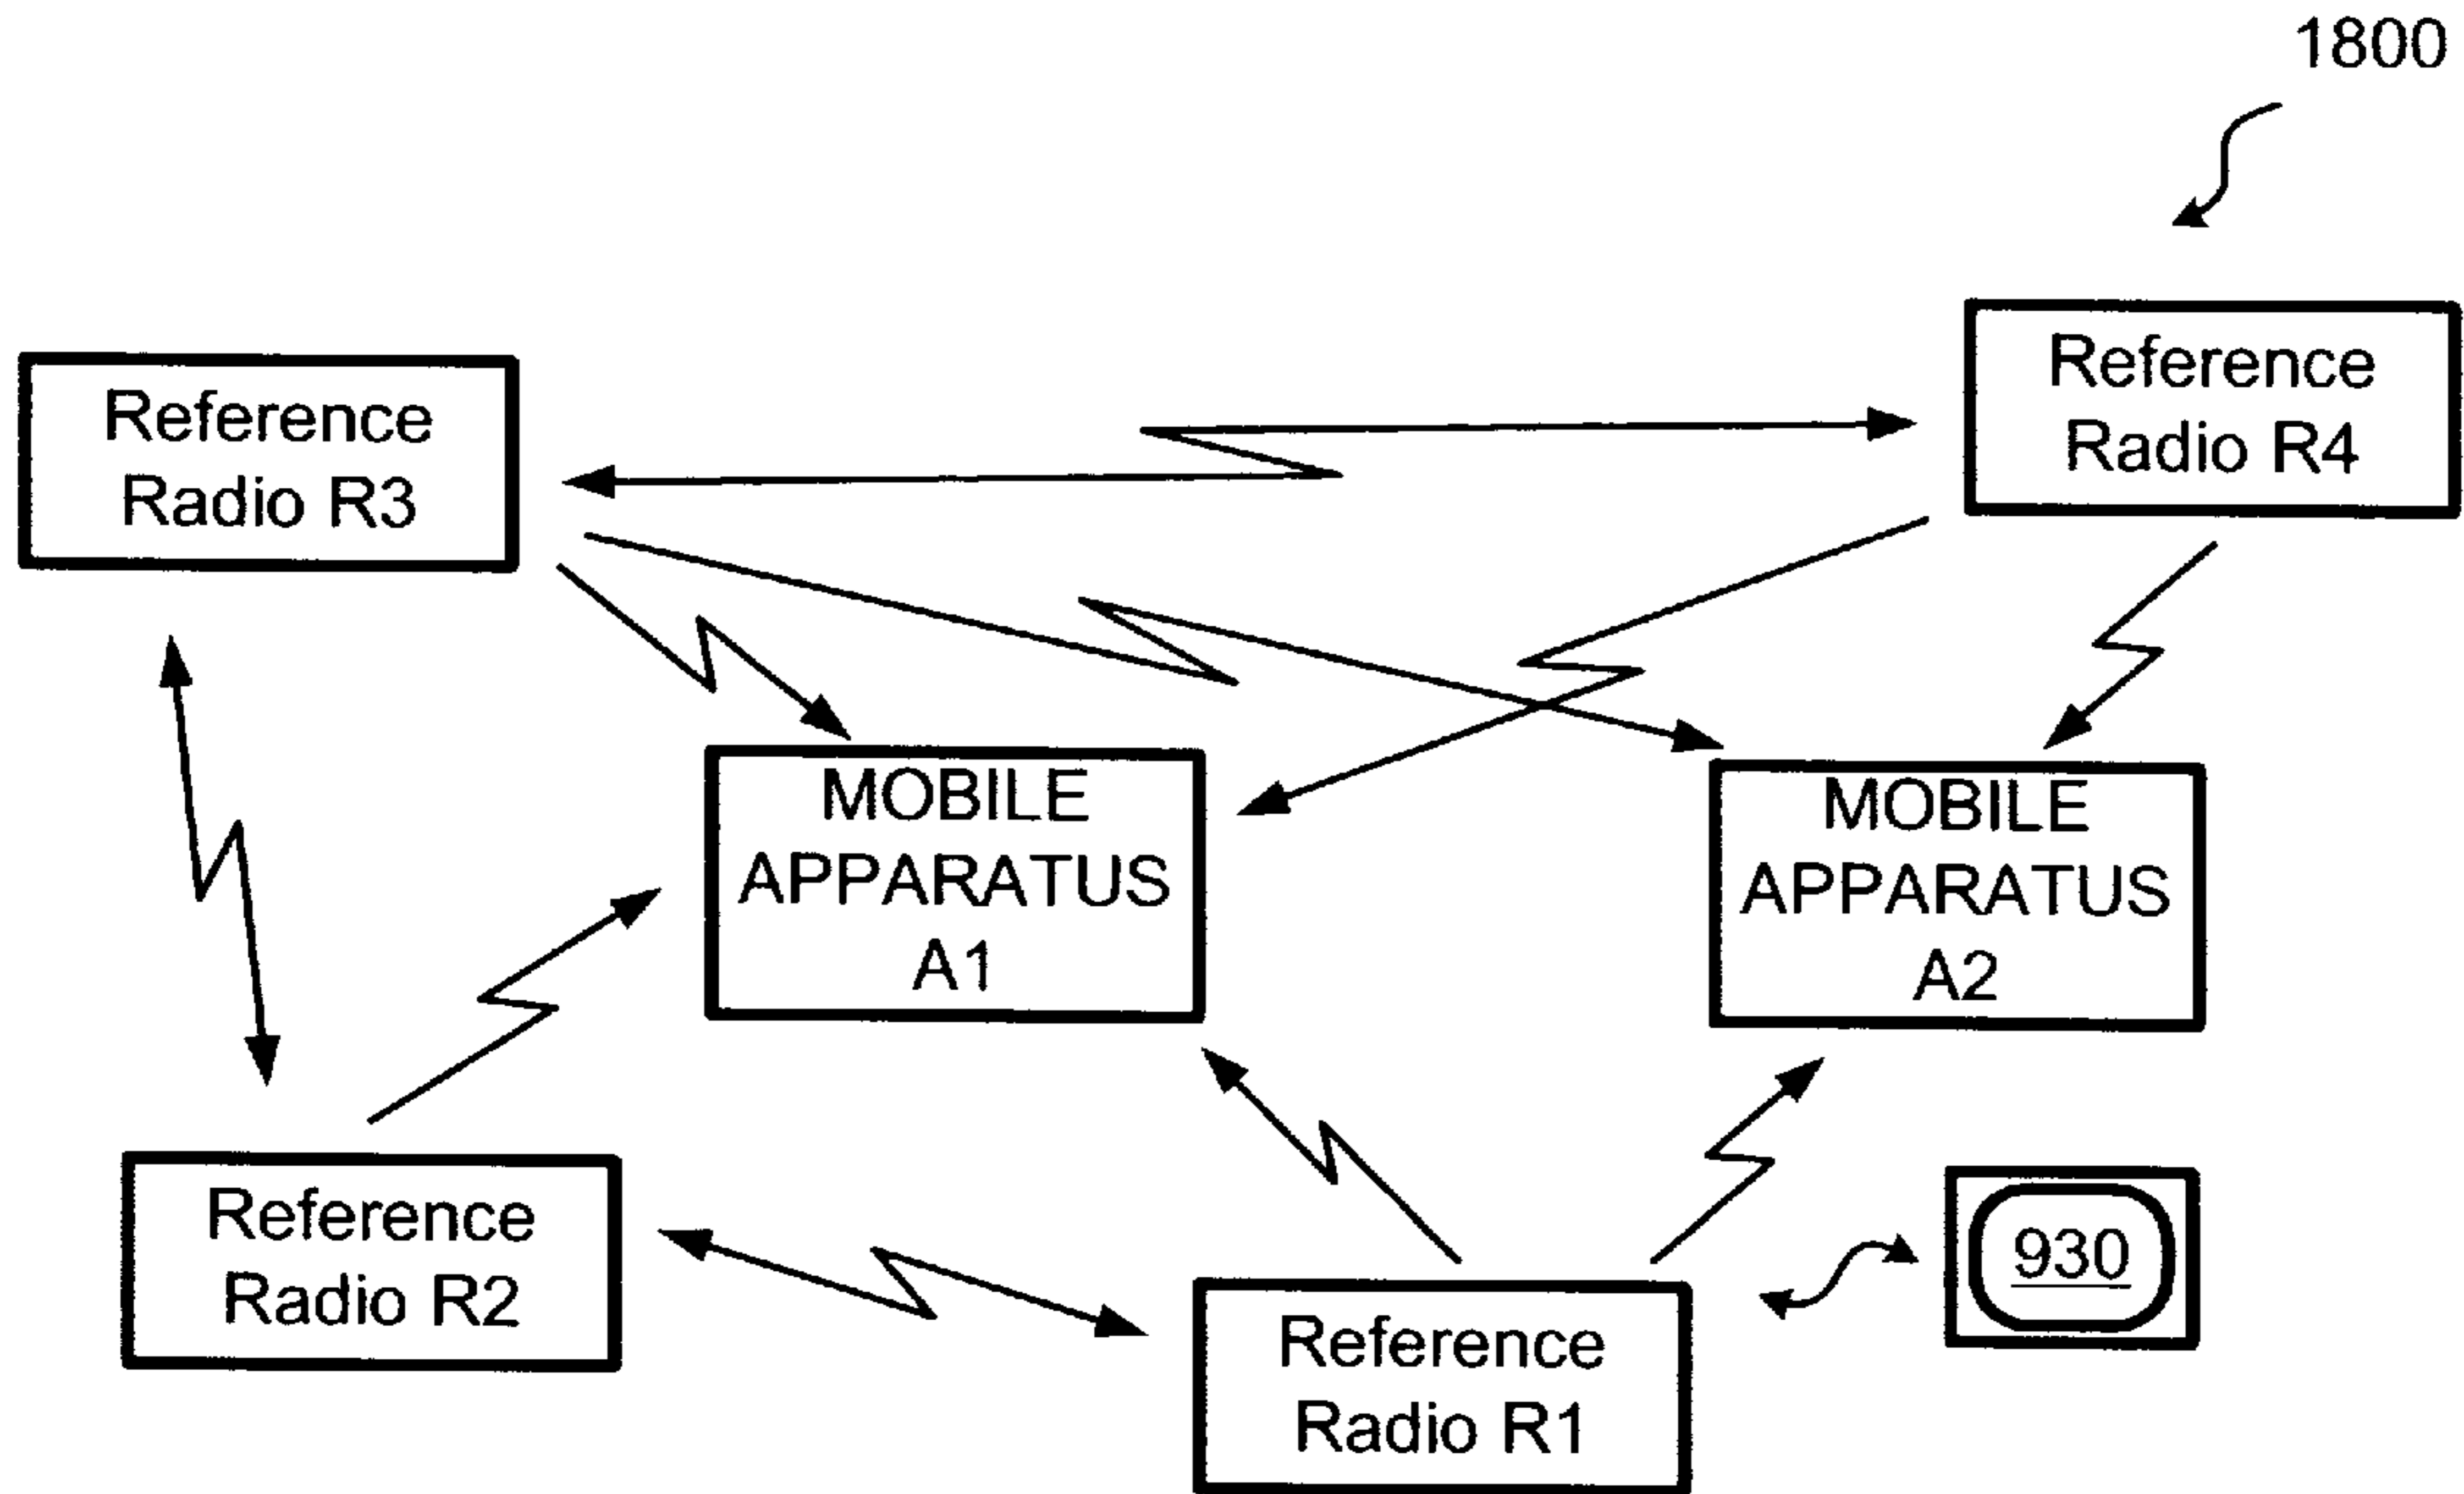 1800
Reference
Radio R3
Reference
Radio R4
MOBILE
APPARATUS
A1
MOBILE
APPARATUS
A2
Reference
Radio R2
Reference
Radio R1
930